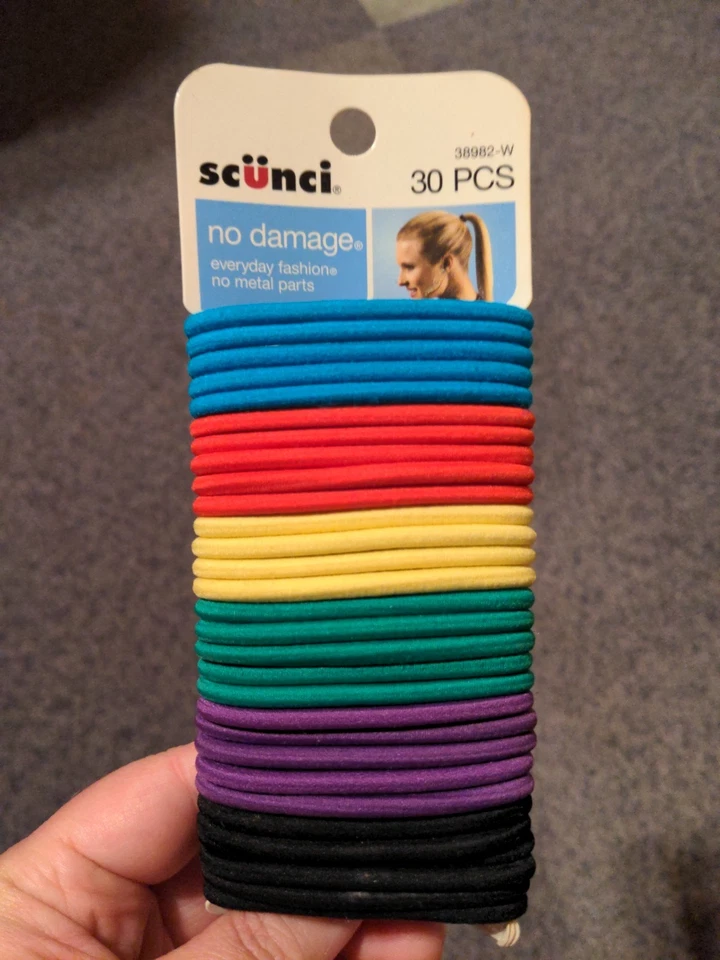 38982-W
scünci®
30 PCS
no damage®
everyday fashion®
no metal parts